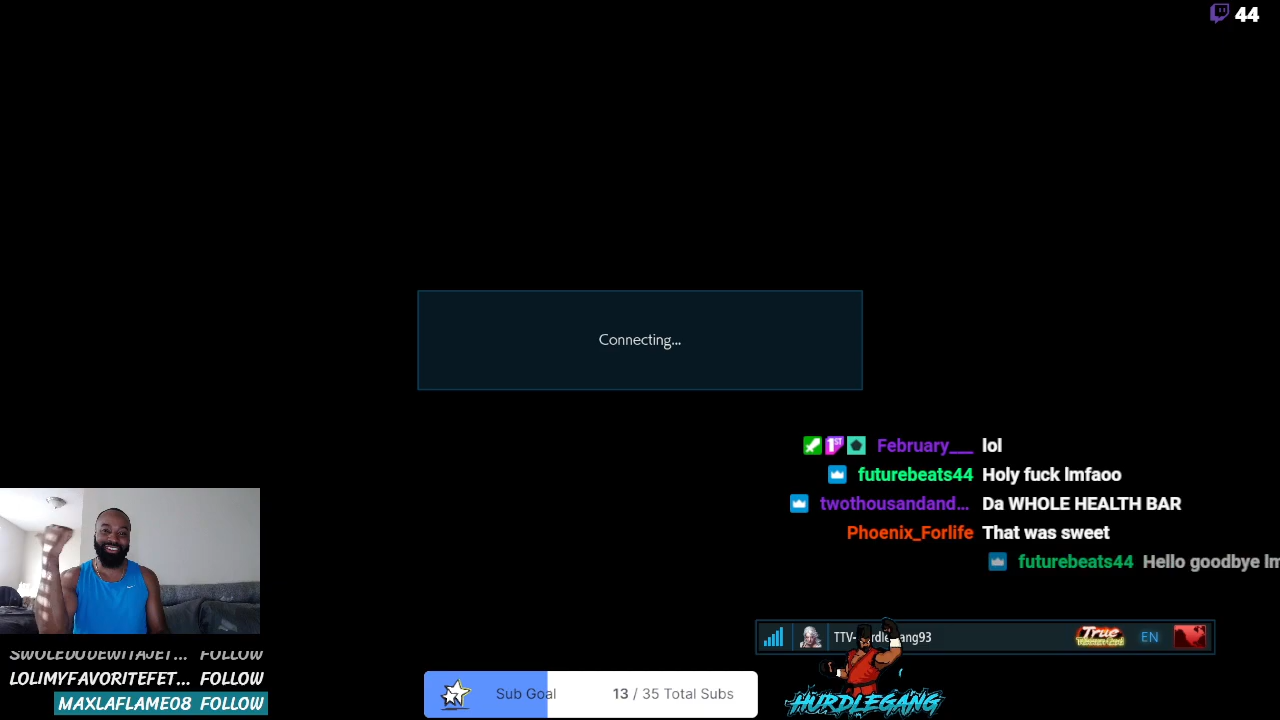 44
Connecting...
February___ lol
futurebeats44 Holy fuck lmfaoo
twothousandand... Da WHOLE HEALTH BAR
Phoenix_Forlife That was sweet
futurebeats44 Hello goodbye lm
EN
SWOLEDUDEWITAJET... FOLLOW
LOLIMYFAVORITEFET... FOLLOW
MAXLAFLAME08 FOLLOW
Sub Goal 13 / 35 Total Subs
HURDLEGANG